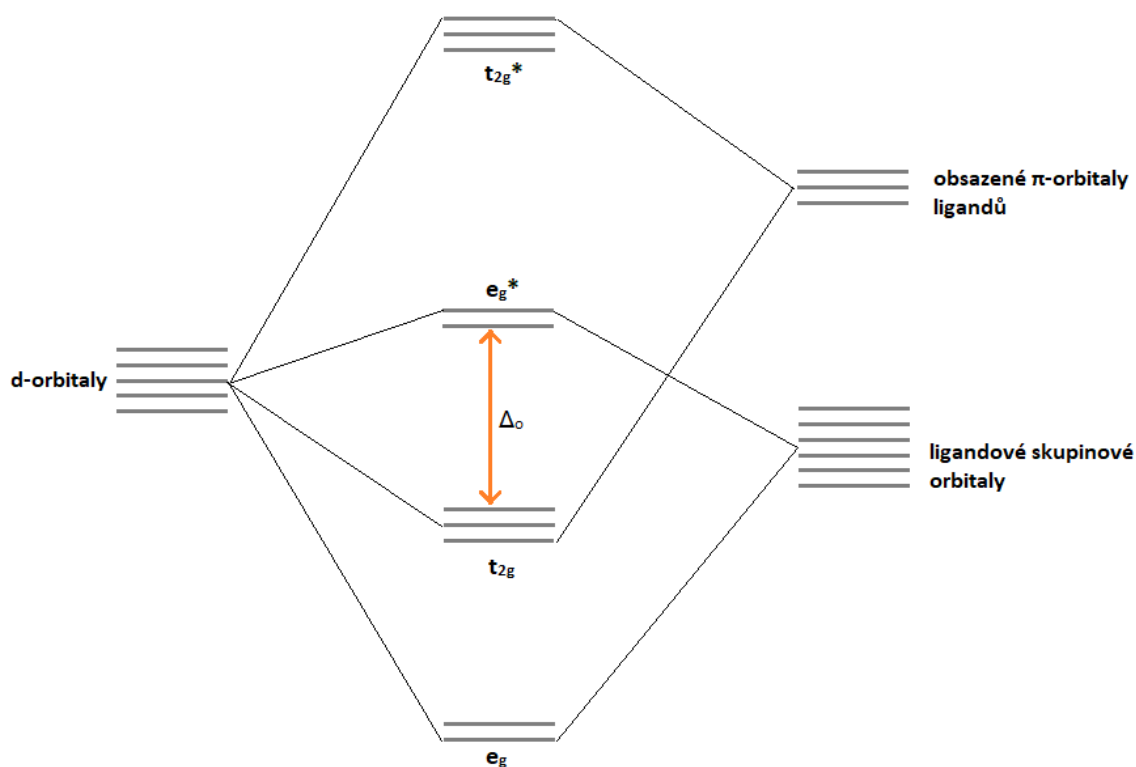 t₂g*
obsazené π-orbitaly
ligandů
eg*
d-orbitaly
Δₒ
ligandové skupinové
orbitaly
t₂g
eg